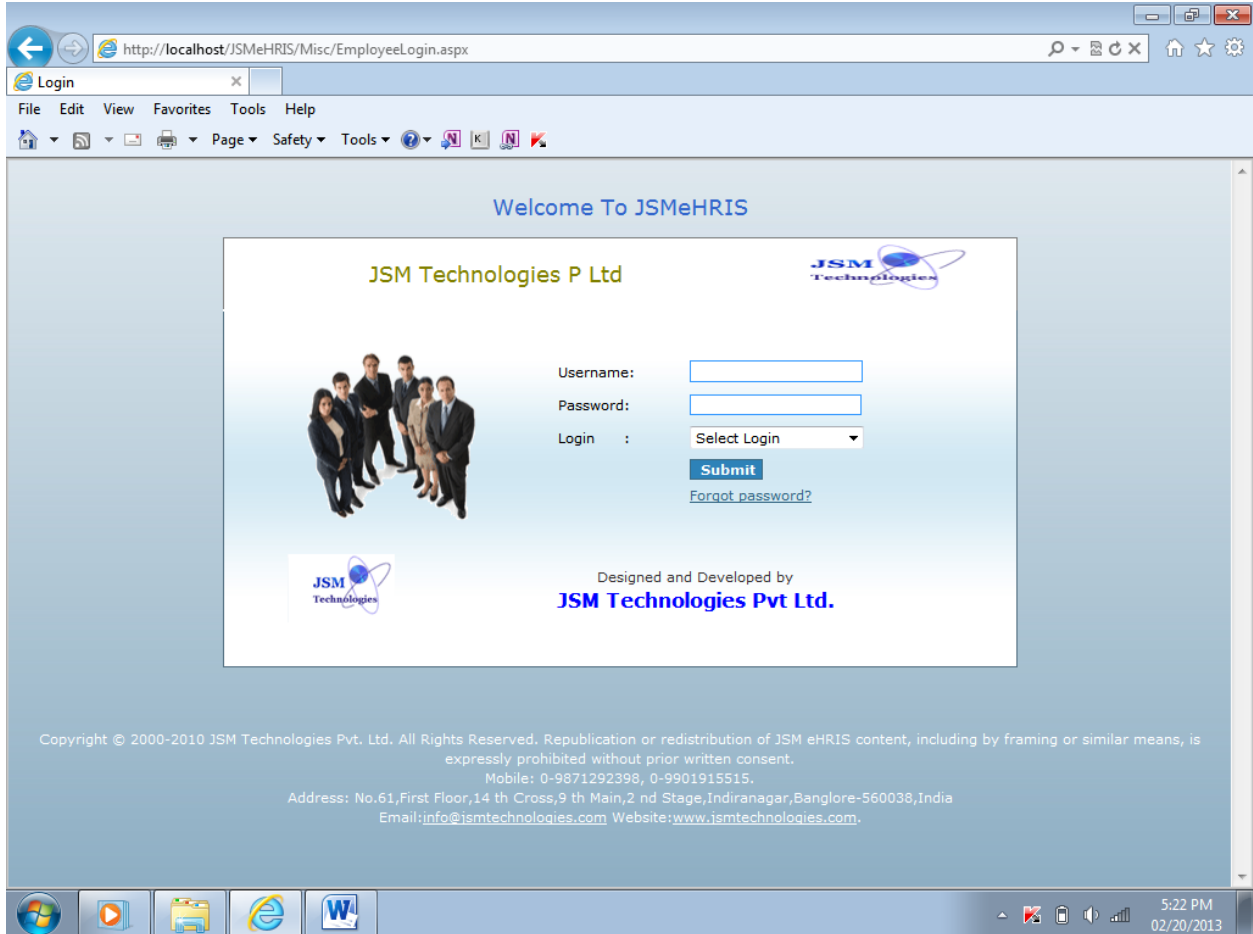 http://localhost/JSMeHRIS/Misc/EmployeeLogin.aspx
Login
File Edit View Favorites Tools Help
Page Safety Tools
Welcome To JSMeHRIS
JSM Technologies P Ltd
JSM
Technologies
Username:
Password:
Login :
Select Login
Submit
Forgot password?
JSM
Technologies
Designed and Developed by
JSM Technologies Pvt Ltd.
Copyright © 2000-2010 JSM Technologies Pvt. Ltd. All Rights Reserved. Republication or redistribution of JSM eHRIS content, including by framing or similar means, is
expressly prohibited without prior written consent.
Mobile: 0-9871292398, 0-9901915515.
Address: No.61,First Floor,14 th Cross,9 th Main,2 nd Stage,Indiranagar,Banglore-560038,India
Email:info@jsmtechnologies.com Website:www.jsmtechnologies.com.
5:22 PM
02/20/2013